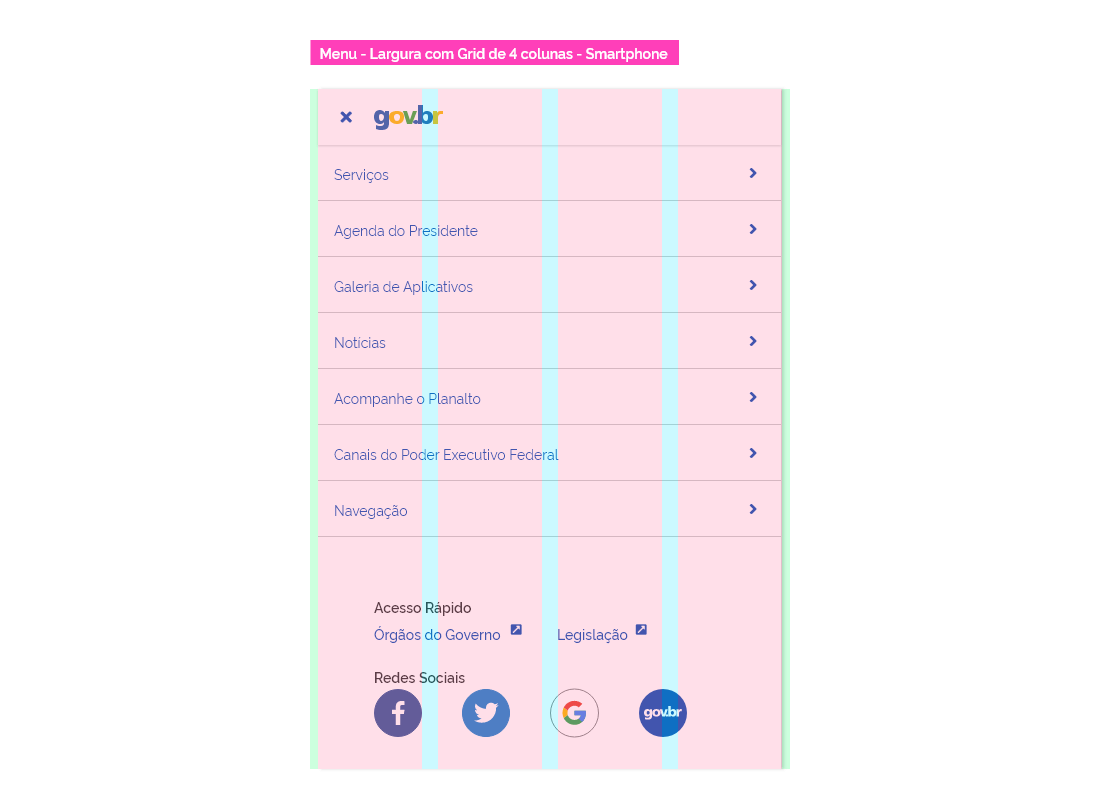 Menu - Largura com Grid de 4 colunas - Smartphone
gov.br
Serviços
Agenda do Presidente
Galeria de Aplicativos
Notícias
Acompanhe o Planalto
Canais do Poder Executivo Federal
Navegação
Acesso Rápido
Órgãos do Governo Legislação
Redes Sociais
gov.br